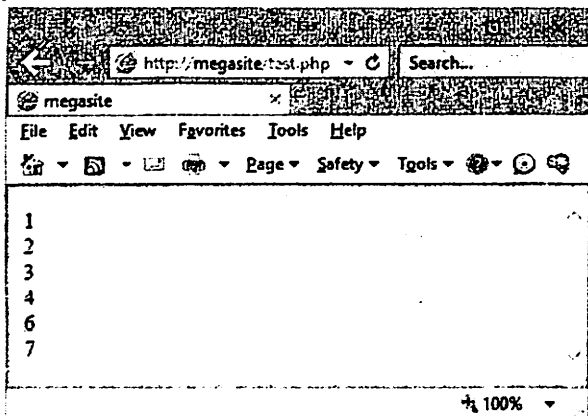 http://megasite/test.php Search...
megasite
File Edit View Favorites Tools Help
Page Safety Tools
1
2
3
4
6
7
100%